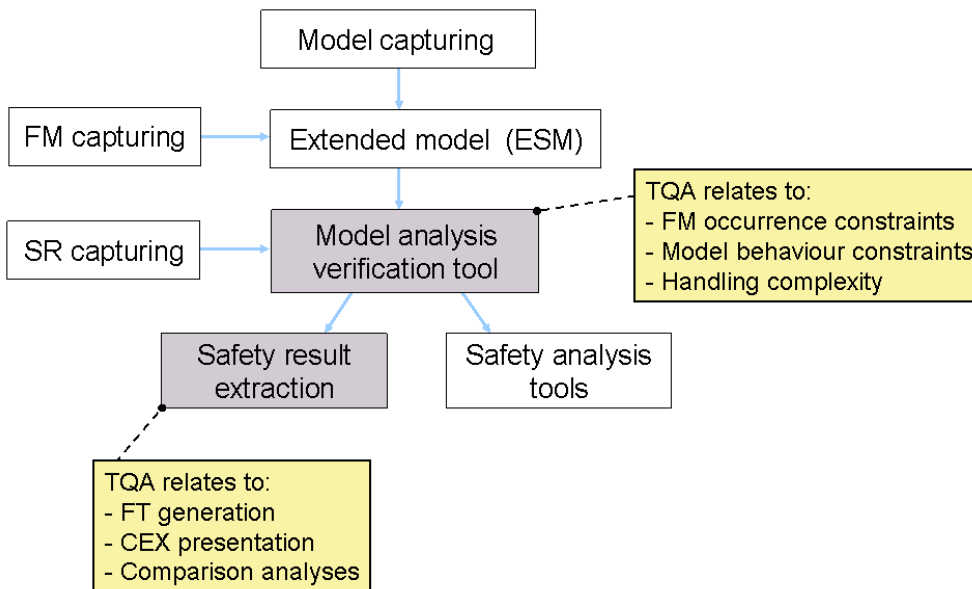 Model capturing
FM capturing
Extended model (ESM)
SR capturing
Model analysis
verification tool
TQA relates to:
- FM occurrence constraints
- Model behaviour constraints
- Handling complexity
Safety result
extraction
Safety analysis
tools
TQA relates to:
- FT generation
- CEX presentation
- Comparison analyses